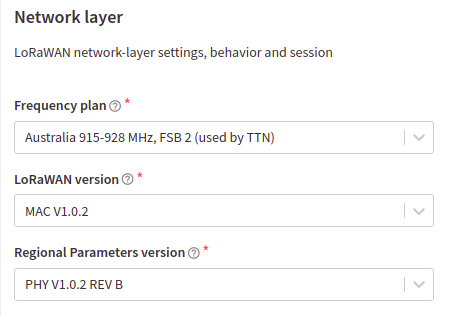 Network layer
LoRaWAN network-layer settings, behavior and session
Frequency plan ? *
Australia 915-928 MHz, FSB 2 (used by TTN)
LoRaWAN version ? *
MAC V1.0.2
Regional Parameters version ? *
PHY V1.0.2 REV B